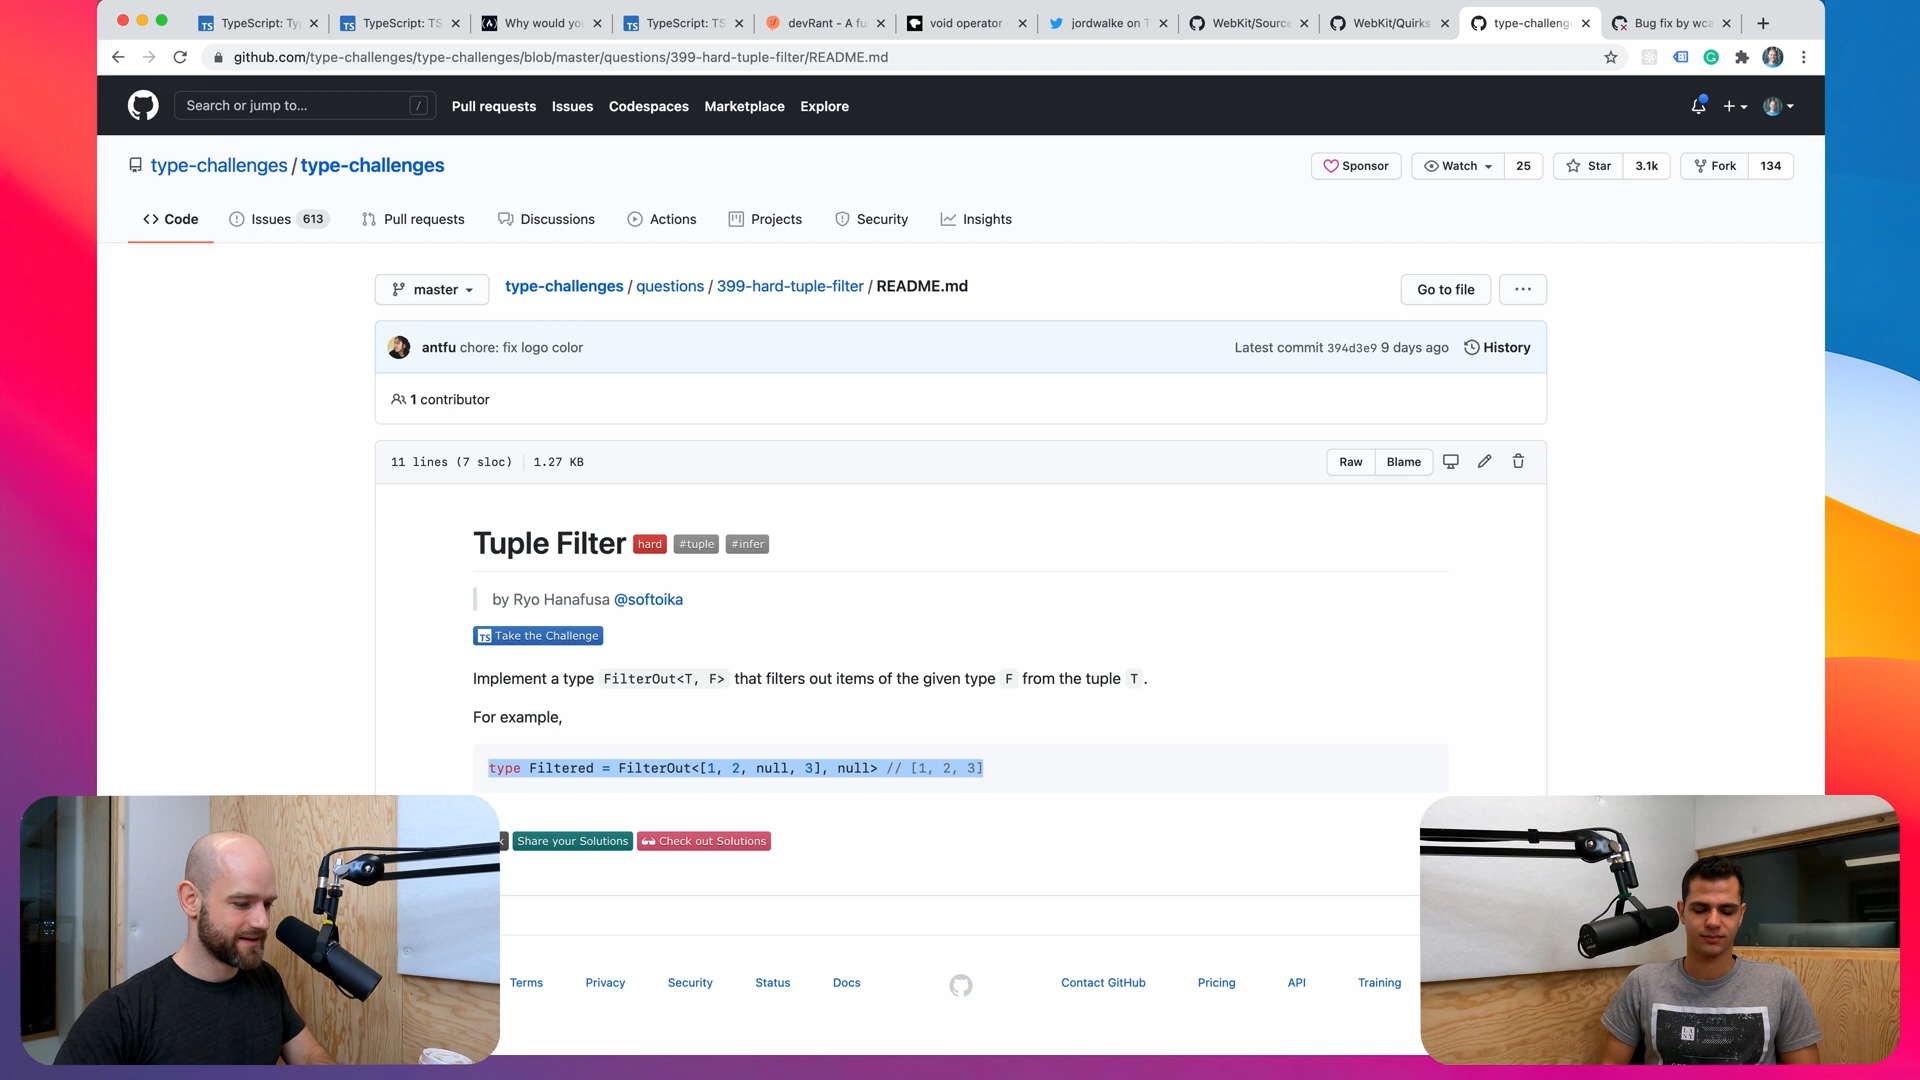 TypeScript: Ty
TypeScript: TS
Why would yo
TypeScript: TS
devRant - A fu
void operator
jordwalke on T
WebKit/Source
WebKit/Quirks
type-challeng
Bug fix by wca
github.com/type-challenges/type-challenges/blob/master/questions/399-hard-tuple-filter/README.md
Search or jump to... /
Pull requests Issues Codespaces Marketplace Explore
type-challenges / type-challenges
Sponsor Watch 25 Star 3.1k Fork 134
Code Issues 613 Pull requests Discussions Actions Projects Security Insights
master
type-challenges / questions / 399-hard-tuple-filter / README.md
Go to file
antfu chore: fix logo color
Latest commit 394d3e9 9 days ago History
1 contributor
11 lines (7 sloc) 1.27 KB
Raw Blame
Tuple Filter hard #tuple #infer
by Ryo Hanafusa @softoika
TS Take the Challenge
Implement a type FilterOut<T, F> that filters out items of the given type F from the tuple T.
For example,
type Filtered = FilterOut<[1, 2, null, 3], null> // [1, 2, 3]
Share your Solutions Check out Solutions
Terms Privacy Security Status Docs Contact GitHub Pricing API Training